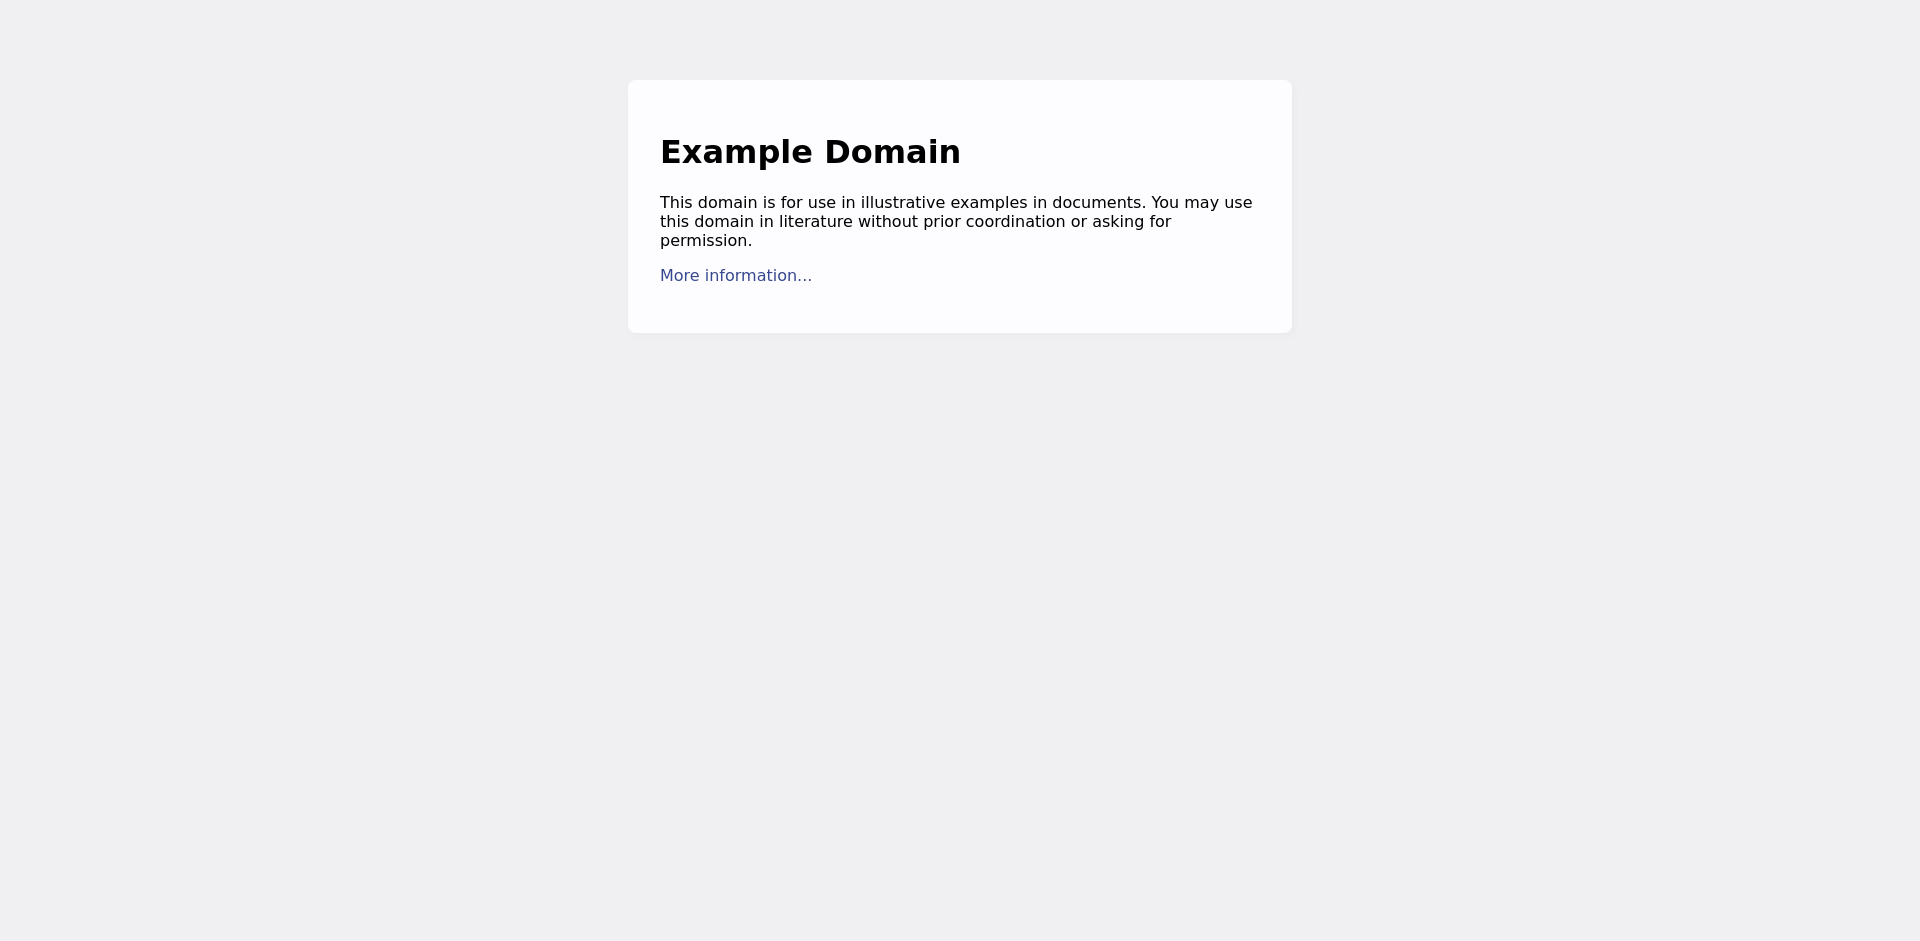 Example Domain
This domain is for use in illustrative examples in documents. You may use
this domain in literature without prior coordination or asking for
permission.
More information...